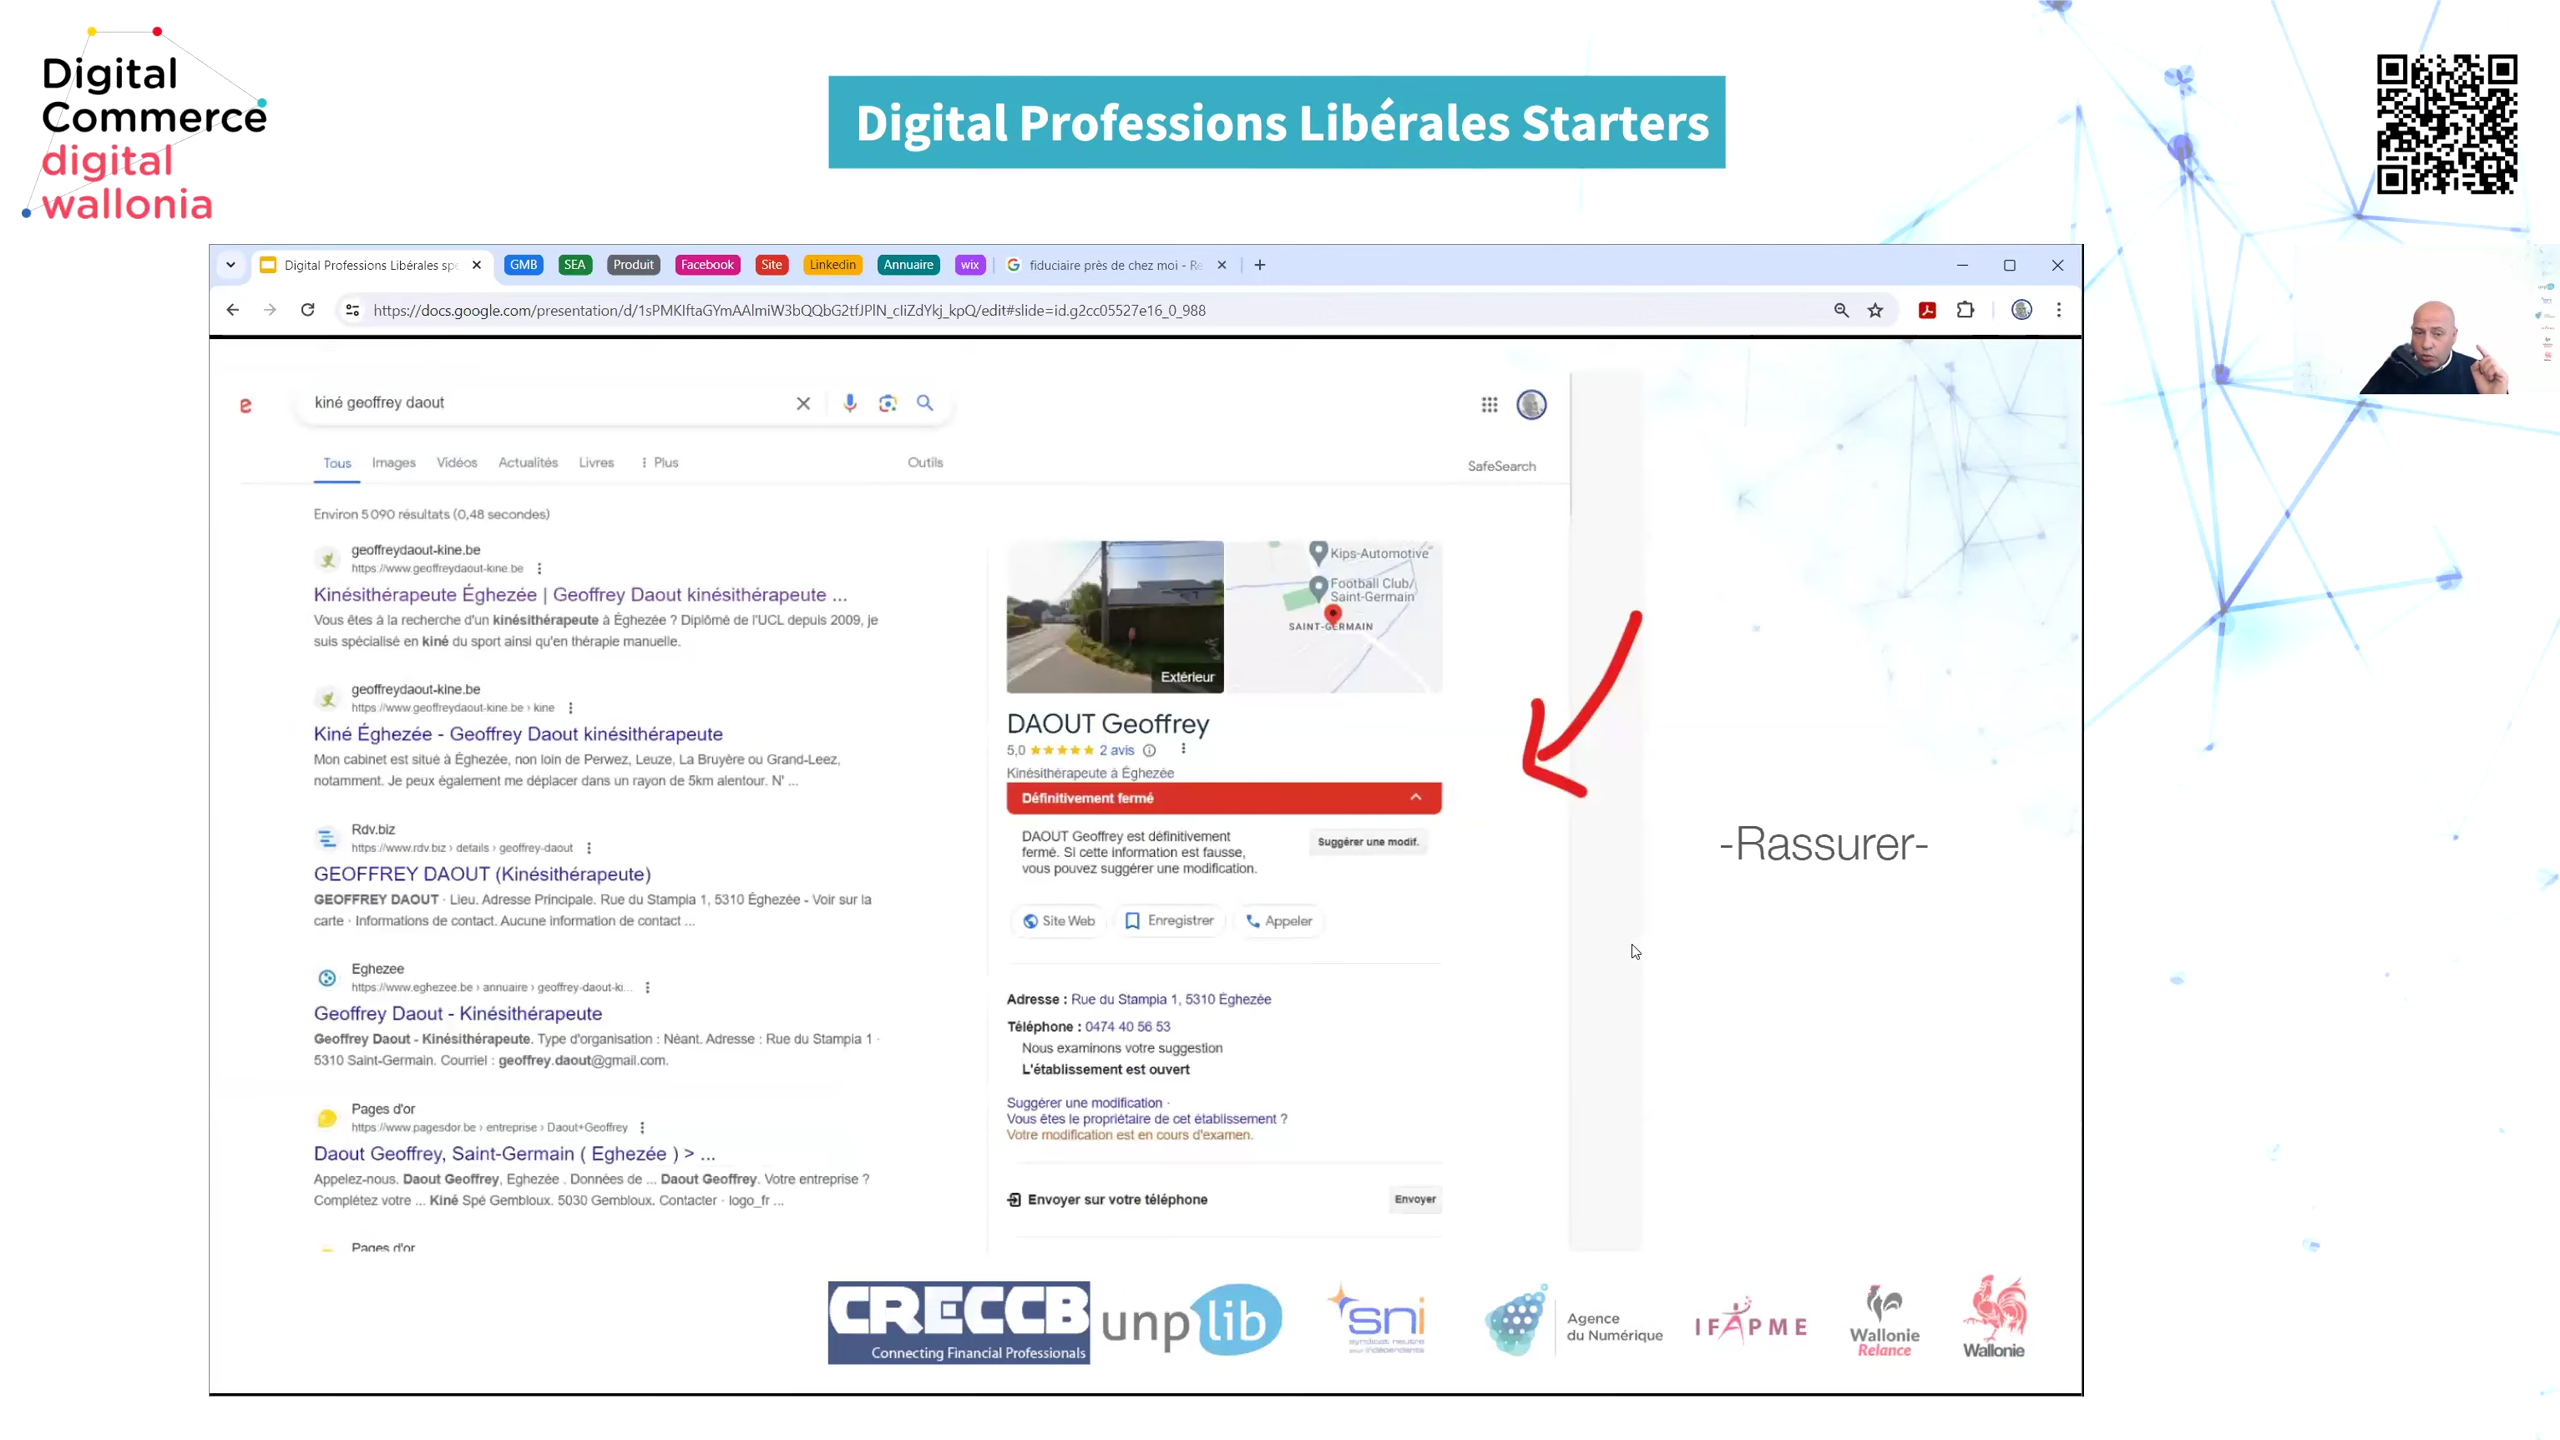 Digital
Commerce
digital
wallonia
Digital Professions Libérales Starters
Digital Professions Libérales spé
GMB
SEA
Produit
Facebook
Site
Linkedin
Annuaire
wix
fiduciaire près de chez moi - Re
https://docs.google.com/presentation/d/1sPMKIftaGYmAAlmiW3bQQbG2tfJPlN_cIiZdYkj_kpQ/edit#slide=id.g2cc05527e16_0_988
e
kiné geoffrey daout
Tous
Images
Vidéos
Actualités
Livres
Plus
Outils
SafeSearch
Environ 5 090 résultats (0,48 secondes)
geoffreydaout-kine.be
https://www.geoffreydaout-kine.be
Kinésithérapeute Éghezée | Geoffrey Daout kinésithérapeute ...
Vous êtes à la recherche d'un kinésithérapeute à Éghezée ? Diplômé de l'UCL depuis 2009, je
suis spécialisé en kiné du sport ainsi qu'en thérapie manuelle.
geoffreydaout-kine.be
https://www.geoffreydaout-kine.be › kine
Kiné Éghezée - Geoffrey Daout kinésithérapeute
Mon cabinet est situé à Éghezée, non loin de Perwez, Leuze, La Bruyère ou Grand-Leez,
notamment. Je peux également me déplacer dans un rayon de 5km alentour. N' ...
Rdv.biz
https://www.rdv.biz › details › geoffrey-daout
GEOFFREY DAOUT (Kinésithérapeute)
GEOFFREY DAOUT · Lieu. Adresse Principale. Rue du Stampia 1, 5310 Éghezée - Voir sur la
carte · Informations de contact. Aucune information de contact ...
Eghezee
https://www.eghezee.be › annuaire › geoffrey-daout-ki...
Geoffrey Daout - Kinésithérapeute
Geoffrey Daout - Kinésithérapeute. Type d'organisation : Néant. Adresse : Rue du Stampia 1 ·
5310 Saint-Germain. Courriel : geoffrey.daout@gmail.com.
Pages d'or
https://www.pagesdor.be › entreprise › Daout+Geoffrey
Daout Geoffrey, Saint-Germain ( Eghezée ) > ...
Appelez-nous. Daout Geoffrey, Eghezée . Données de ... Daout Geoffrey. Votre entreprise ?
Complétez votre ... Kiné Spé Gembloux. 5030 Gembloux. Contacter · logo_fr ...
Pages d'or
Extérieur
Kips-Automotive
Football Club/
Saint-Germain
SAINT-GERMAIN
DAOUT Geoffrey
5,0 ★★★★★ 2 avis
Kinésithérapeute à Éghezée
Définitivement fermé
DAOUT Geoffrey est définitivement
fermé. Si cette information est fausse,
vous pouvez suggérer une modification.
Suggérer une modif.
Site Web
Enregistrer
Appeler
Adresse : Rue du Stampia 1, 5310 Éghezée
Téléphone : 0474 40 56 53
Nous examinons votre suggestion
L'établissement est ouvert
Suggérer une modification ·
Vous êtes le propriétaire de cet établissement ?
Votre modification est en cours d'examen.
Envoyer sur votre téléphone
Envoyer
-Rassurer-
CRECCB
Connecting Financial Professionals
unplib
sni
syndicat neutre
pour indépendants
Agence
du Numérique
IFAPME
Wallonie
Relance
Wallonie